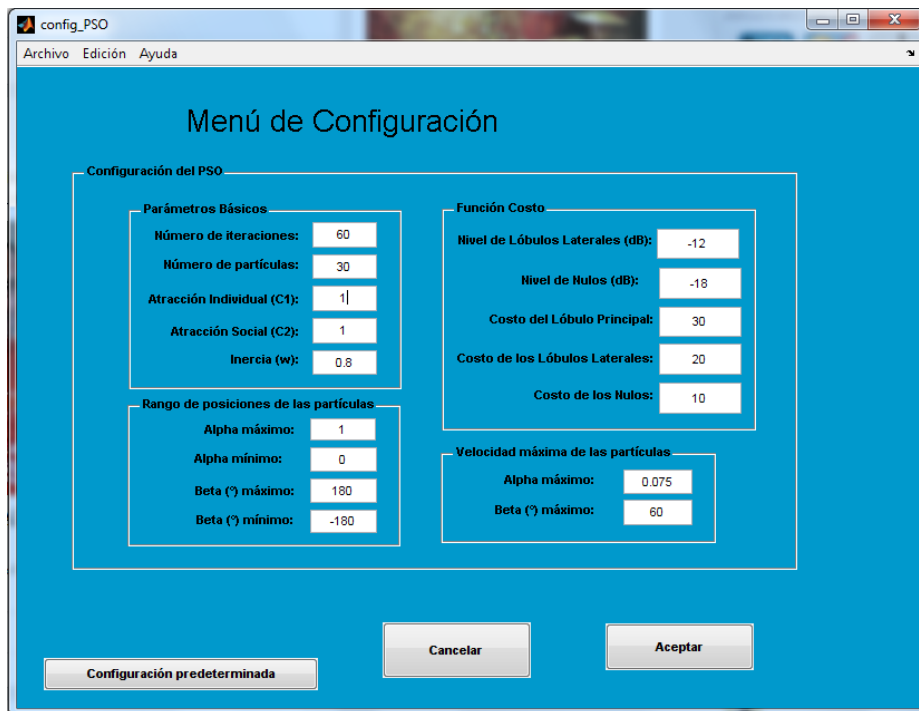 config_PSO
Archivo Edición Ayuda
Menú de Configuración
Configuración del PSO
Parámetros Básicos
Número de iteraciones: 60
Número de partículas: 30
Atracción Individual (C1): 1
Atracción Social (C2): 1
Inercia (w): 0.8
Rango de posiciones de las partículas
Alpha máximo: 1
Alpha mínimo: 0
Beta (º) máximo: 180
Beta (º) mínimo: -180
Función Costo
Nivel de Lóbulos Laterales (dB): -12
Nivel de Nulos (dB): -18
Costo del Lóbulo Principal: 30
Costo de los Lóbulos Laterales: 20
Costo de los Nulos: 10
Velocidad máxima de las partículas
Alpha máximo: 0.075
Beta (º) máximo: 60
Configuración predeterminada
Cancelar
Aceptar